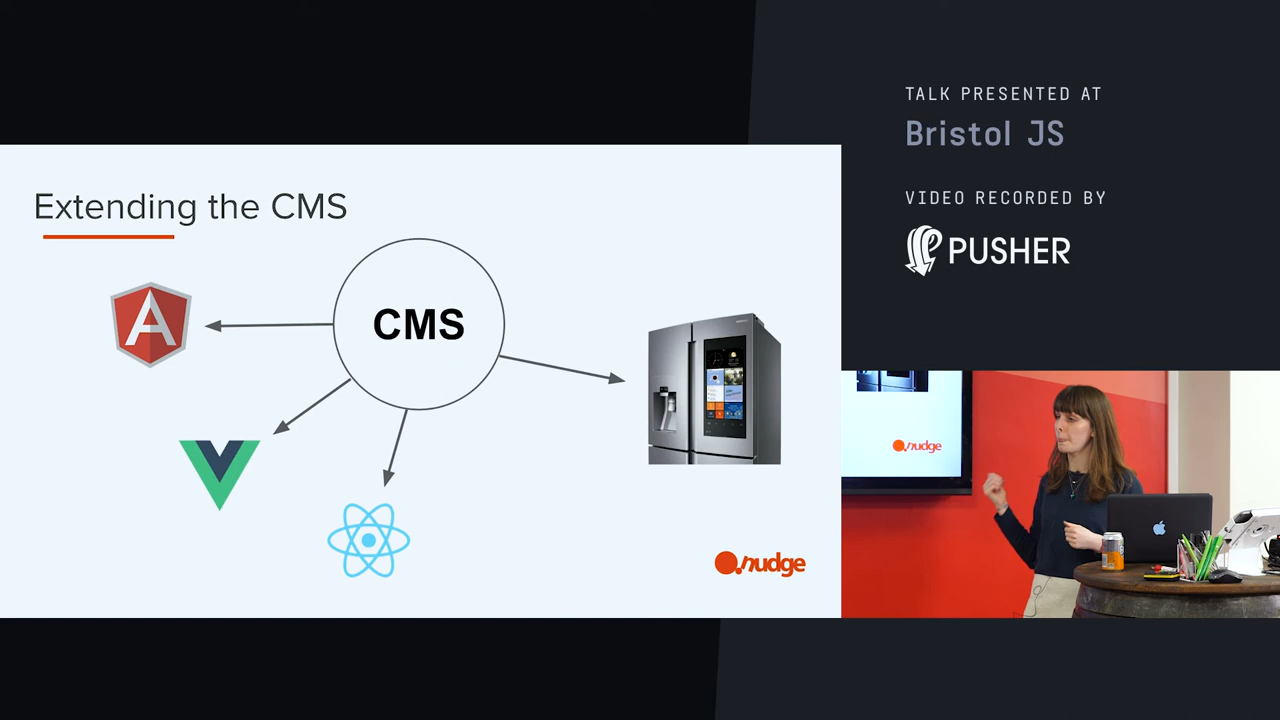 TALK PRESENTED AT
Bristol JS
VIDEO RECORDED BY
PUSHER
Extending the CMS
CMS
nudge
nudge